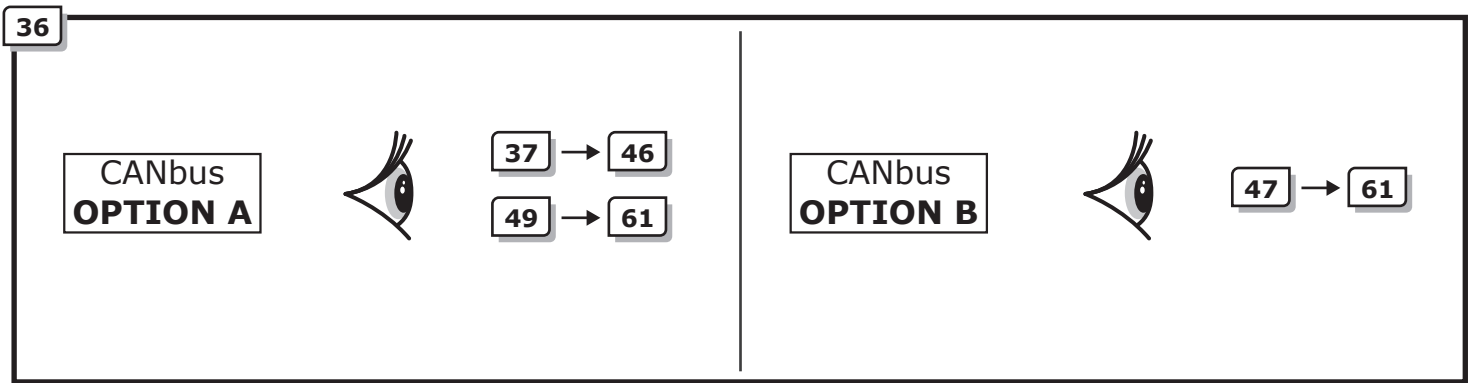 36
CANbus
OPTION A
37 → 46
49 → 61
CANbus
OPTION B
47 → 61